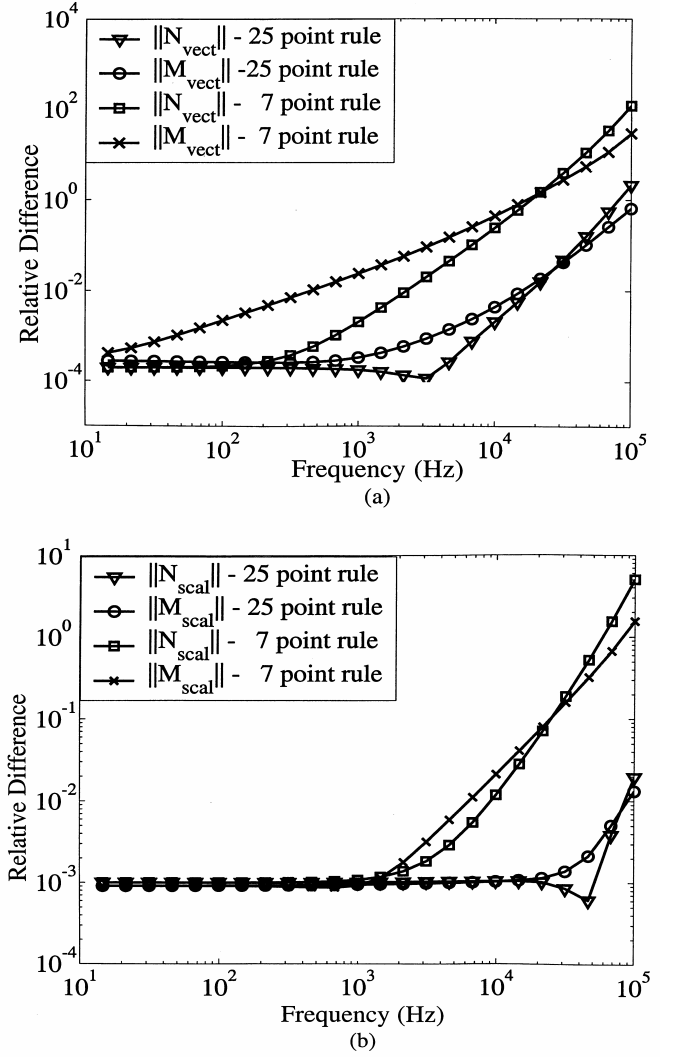 10^4
||N_vect|| - 25 point rule
||M_vect|| -25 point rule
||N_vect|| - 7 point rule
||M_vect|| - 7 point rule
10^2
10^0
10^-2
10^-4
Relative Difference
10^1 10^2 10^3 10^4 10^5
Frequency (Hz)
(a)
10^1
||N_scal|| - 25 point rule
||M_scal|| - 25 point rule
||N_scal|| - 7 point rule
||M_scal|| - 7 point rule
10^0
10^-1
10^-2
10^-3
10^-4
Relative Difference
10^1 10^2 10^3 10^4 10^5
Frequency (Hz)
(b)